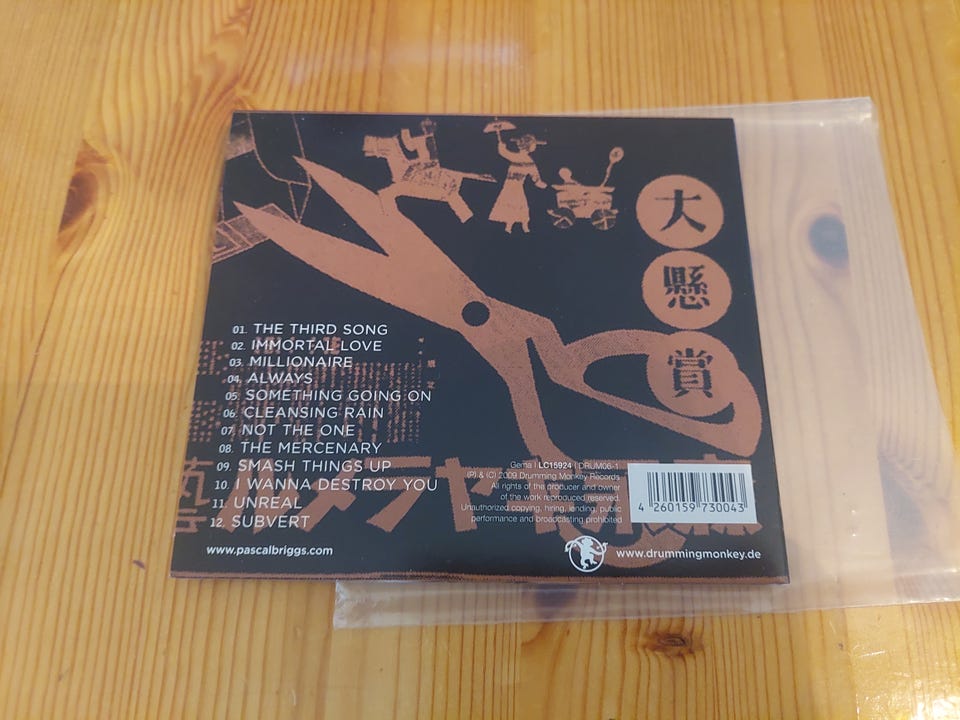 大
懸
賞
01. THE THIRD SONG
02. IMMORTAL LOVE
03. MILLIONAIRE
04. ALWAYS
05. SOMETHING GOING ON
06. CLEANSING RAIN
07. NOT THE ONE
08. THE MERCENARY
09. SMASH THINGS UP
10. I WANNA DESTROY YOU
11. UNREAL
12. SUBVERT
www.pascalbriggs.com
Gema | LC15924 | DRUM06-1
(P) & (C) 2009 Drumming Monkey Records
All rights of the producer and owner
of the work reproduced reserved.
Unauthorized copying, hiring, lending, public
performance and broadcasting prohibited
4 260159 730043
www.drummingmonkey.de